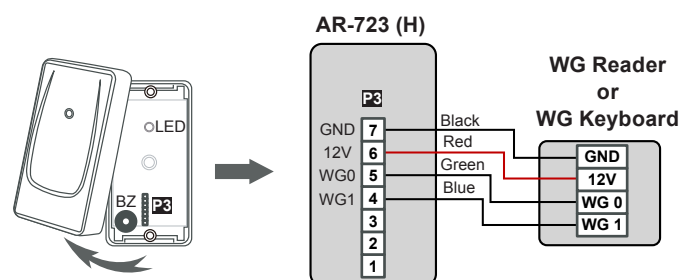 AR-723 (H)
WG Reader
or
WG Keyboard
LED
BZ
P3
P3
GND 7 Black GND
12V 6 Red 12V
WG0 5 Green WG 0
WG1 4 Blue WG 1
3
2
1